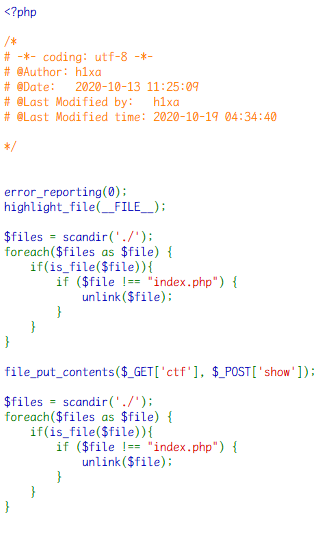 <?php
/*
# -*- coding: utf-8 -*-
# @Author: h1xa
# @Date:   2020-10-13 11:25:09
# @Last Modified by:   h1xa
# @Last Modified time: 2020-10-19 04:34:40
*/
error_reporting(0);
highlight_file(__FILE__);
$files = scandir('./');
foreach($files as $file) {
    if(is_file($file)){
        if ($file !== "index.php") {
            unlink($file);
        }
    }
}
file_put_contents($_GET['ctf'], $_POST['show']);
$files = scandir('./');
foreach($files as $file) {
    if(is_file($file)){
        if ($file !== "index.php") {
            unlink($file);
        }
    }
}